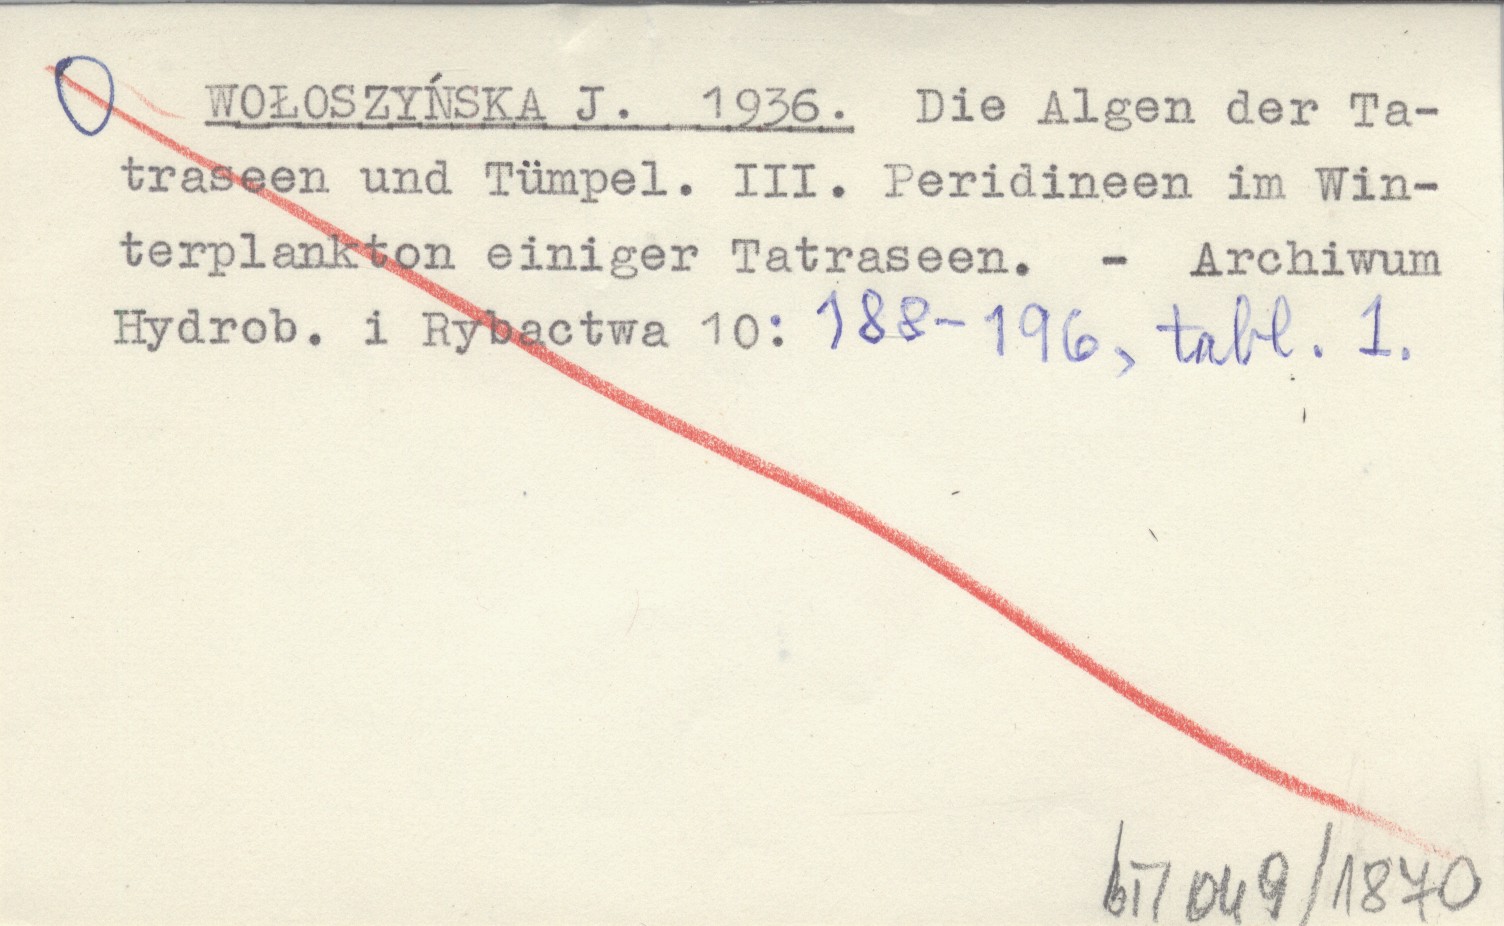 WOŁOSZYŃSKA J. 1936. Die Algen der Ta-
traseen und Tümpel. III. Peridineen im Win-
terplankton einiger Tatraseen. - Archiwum
Hydrob. i Rybactwa 10: 188-196, tabl. 1.
049/1870